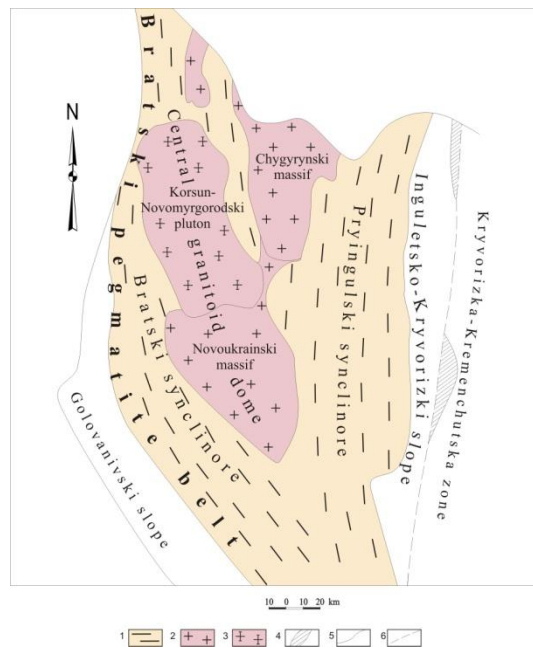 Bratski pegmatite belt
N
Central granitoid dome
Chygyrynski
massif
Korsun-
Novomyrgorodski
pluton
Novoukrainski
massif
Bratski synclinore
Pryingulski synclinore
Inguletsko-Kryvorizki slope
Kryvorizka-Kremenchutska zone
Golovanivski slope
10 0 10 20 km
1 2 3 4 5 6